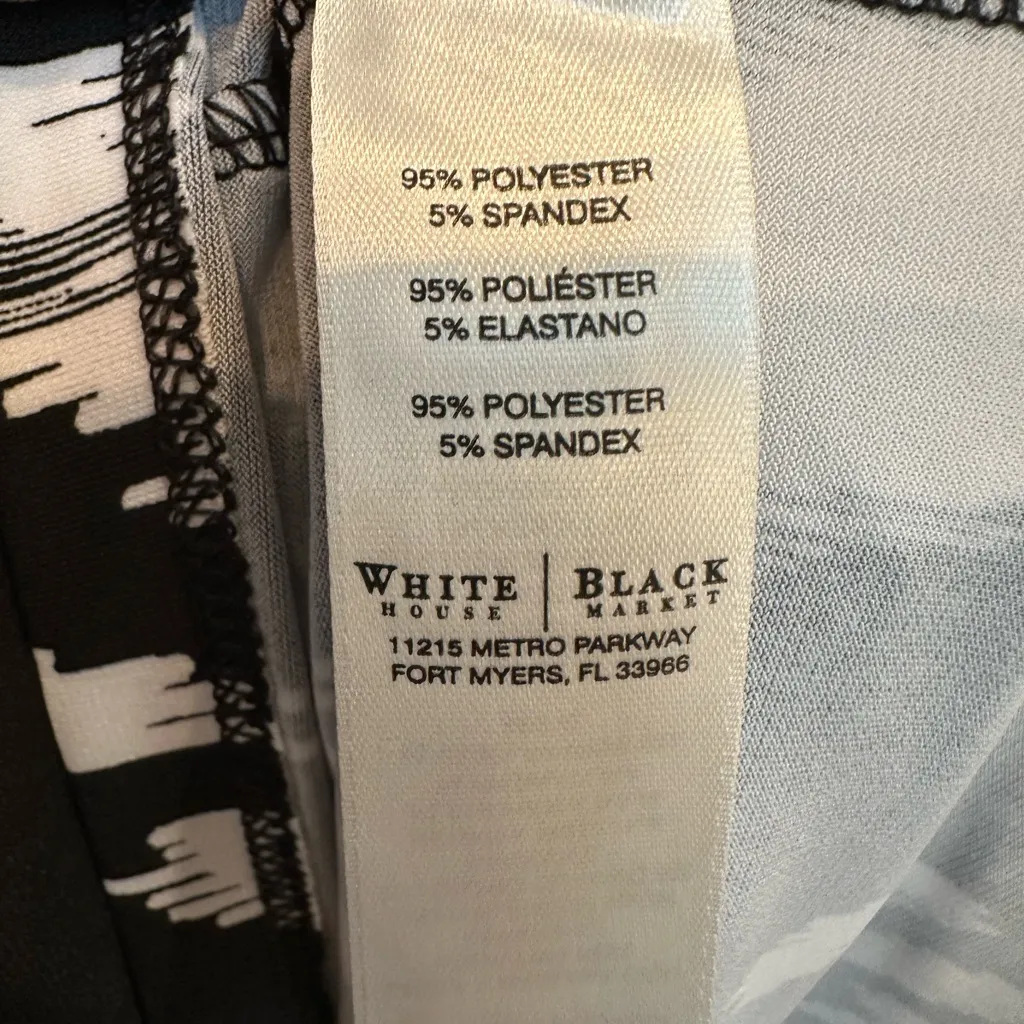 95% POLYESTER
5% SPANDEX
95% POLIÉSTER
5% ELASTANO
95% POLYESTER
5% SPANDEX
WHITE HOUSE | BLACK MARKET
11215 METRO PARKWAY
FORT MYERS, FL 33966